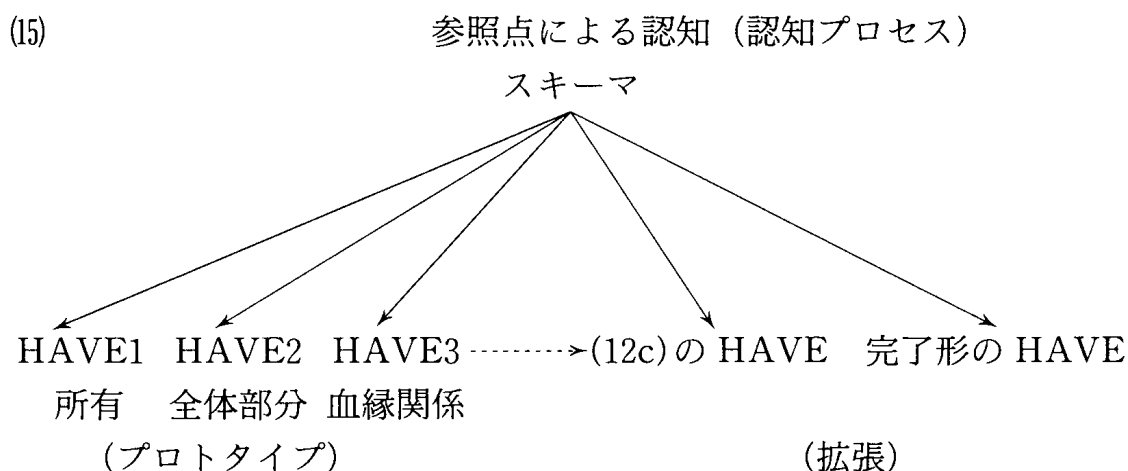 (15) 参照点による認知（認知プロセス）
スキーマ
HAVE1 HAVE2 HAVE3 (12c)の HAVE 完了形の HAVE
所有 全体部分 血縁関係
（プロトタイプ） （拡張）